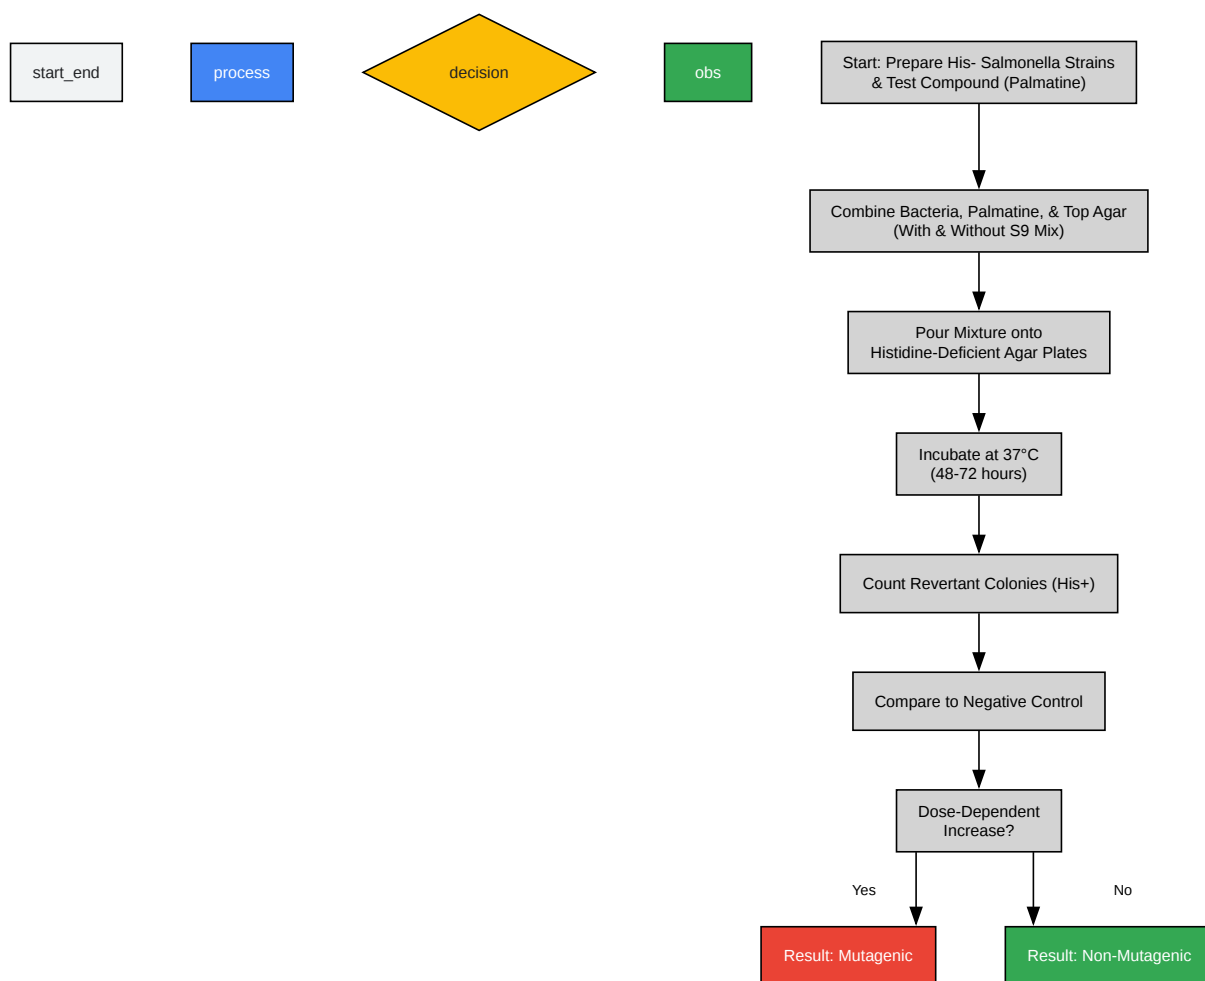 start_end
process
decision
obs
Start: Prepare His- Salmonella Strains
& Test Compound (Palmatine)
Combine Bacteria, Palmatine, & Top Agar
(With & Without S9 Mix)
Pour Mixture onto
Histidine-Deficient Agar Plates
Incubate at 37°C
(48-72 hours)
Count Revertant Colonies (His+)
Compare to Negative Control
Dose-Dependent
Increase?
Yes
No
Result: Mutagenic
Result: Non-Mutagenic